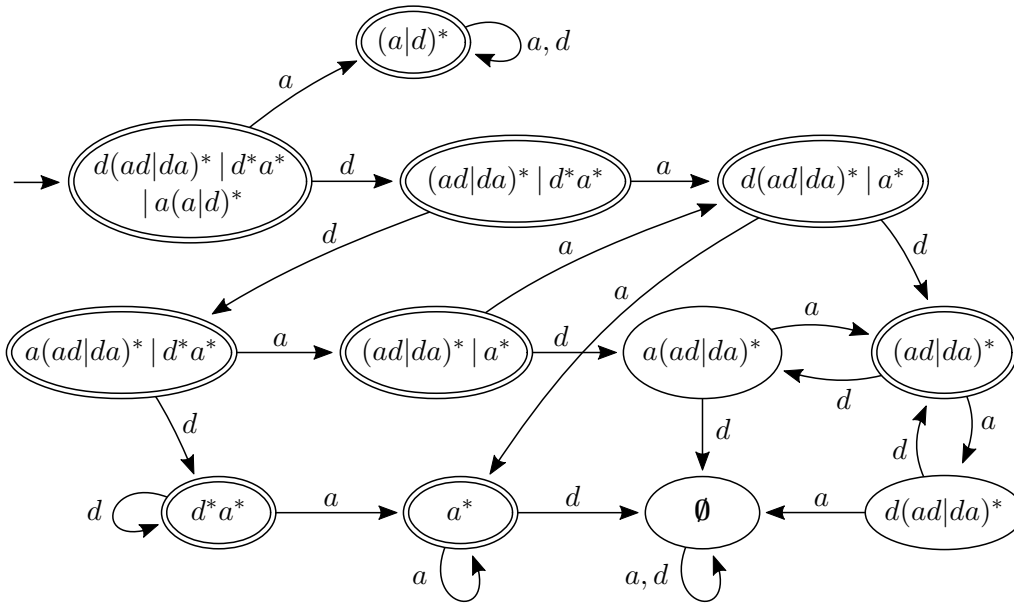 (a|d)*
a, d
a
d(ad|da)* | d*a*
| a(a|d)*
d
(ad|da)* | d*a*
a
d(ad|da)* | a*
d
a
d
a
a(ad|da)* | d*a*
a
(ad|da)* | a*
d
a(ad|da)*
a
(ad|da)*
d
d
d
d
a
d
d*a*
a
a*
d
∅
a
d(ad|da)*
a
a, d